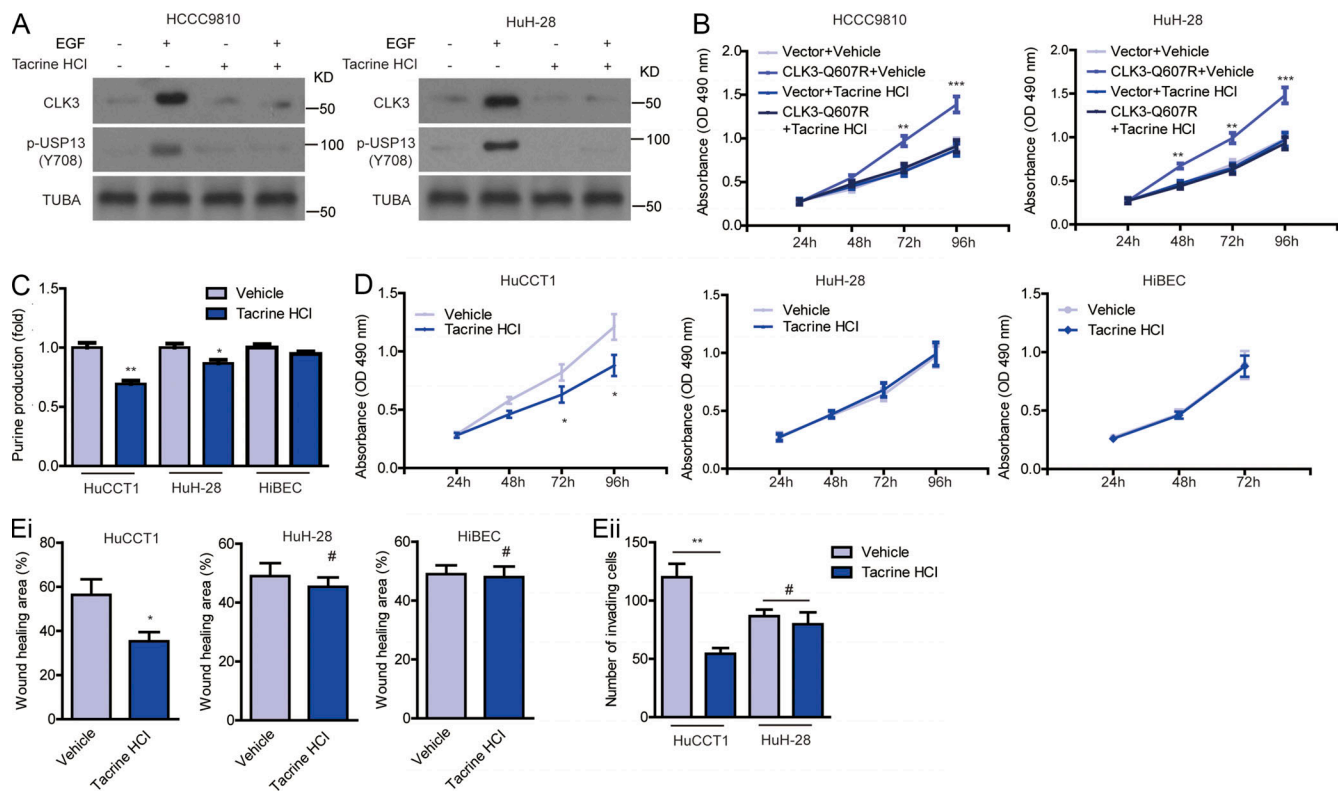 A
HCCC9810
EGF - + - +
Tacrine HCl - - + +
KD
CLK3
50
p-USP13
(Y708)
100
TUBA
50
HuH-28
EGF - + - +
Tacrine HCl - - + +
KD
CLK3
50
p-USP13
(Y708)
100
TUBA
50
B
HCCC9810
Absorbance (OD 490 nm)
2.0
1.5
1.0
0.5
0.0
24h 48h 72h 96h
Vector+Vehicle
CLK3-Q607R+Vehicle
Vector+Tacrine HCl
CLK3-Q607R
+Tacrine HCl
**
***
HuH-28
Absorbance (OD 490 nm)
2.0
1.5
1.0
0.5
0.0
24h 48h 72h 96h
Vector+Vehicle
CLK3-Q607R+Vehicle
Vector+Tacrine HCl
CLK3-Q607R
+Tacrine HCl
**
**
***
C
Purine production (fold)
1.5
1.0
0.5
0.0
Vehicle
Tacrine HCl
**
*
HuCCT1 HuH-28 HiBEC
D
HuCCT1
Absorbance (OD 490 nm)
1.5
1.0
0.5
0.0
24h 48h 72h 96h
Vehicle
Tacrine HCl
*
*
HuH-28
Absorbance (OD 490 nm)
1.5
1.0
0.5
0.0
24h 48h 72h 96h
Vehicle
Tacrine HCl
HiBEC
Absorbance (OD 490 nm)
1.5
1.0
0.5
0.0
24h 48h 72h
Vehicle
Tacrine HCl
Ei
HuCCT1
Wound healing area (%)
80
60
40
20
0
*
Vehicle
Tacrine HCl
HuH-28
Wound healing area (%)
60
40
20
0
#
Vehicle
Tacrine HCl
HiBEC
Wound healing area (%)
60
40
20
0
#
Vehicle
Tacrine HCl
Eii
Number of invading cells
150
100
50
0
**
#
Vehicle
Tacrine HCl
HuCCT1 HuH-28